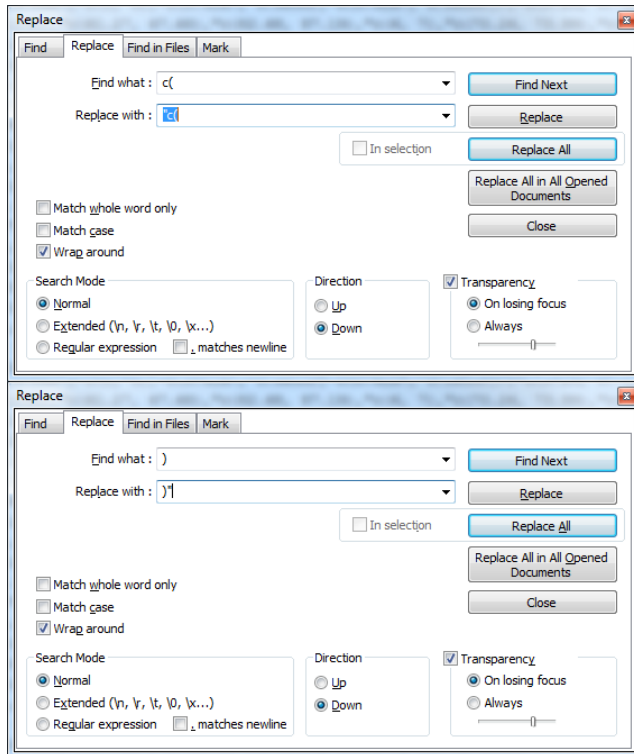 Replace
Find Replace Find in Files Mark
Find what : c(
Find Next
Replace with : "c(
Replace
In selection
Replace All
Replace All in All Opened
Documents
Match whole word only
Match case
Close
Wrap around
Search Mode Direction Transparency
Normal Up On losing focus
Extended (\n, \r, \t, \0, \x...) Down Always
Regular expression . matches newline
Replace
Find Replace Find in Files Mark
Find what : )
Find Next
Replace with : )"
Replace
In selection
Replace All
Replace All in All Opened
Documents
Match whole word only
Match case
Close
Wrap around
Search Mode Direction Transparency
Normal Up On losing focus
Extended (\n, \r, \t, \0, \x...) Down Always
Regular expression . matches newline